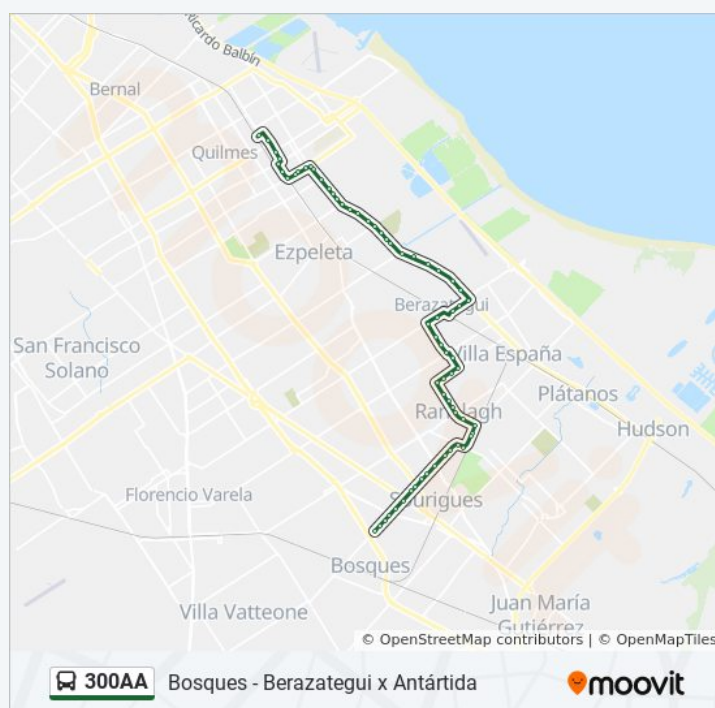 Ricardo Balbín
Bernal
Quilmes
Ezpeleta
Berazategui
San Francisco
Solano
Villa España
Plátanos
Ranelagh
Hudson
Florencio Varela
Sourigues
Bosques
Villa Vatteone
Juan María
Gutiérrez
© OpenStreetMap contributors | © OpenMapTiles
300AA Bosques - Berazategui x Antártida
moovit